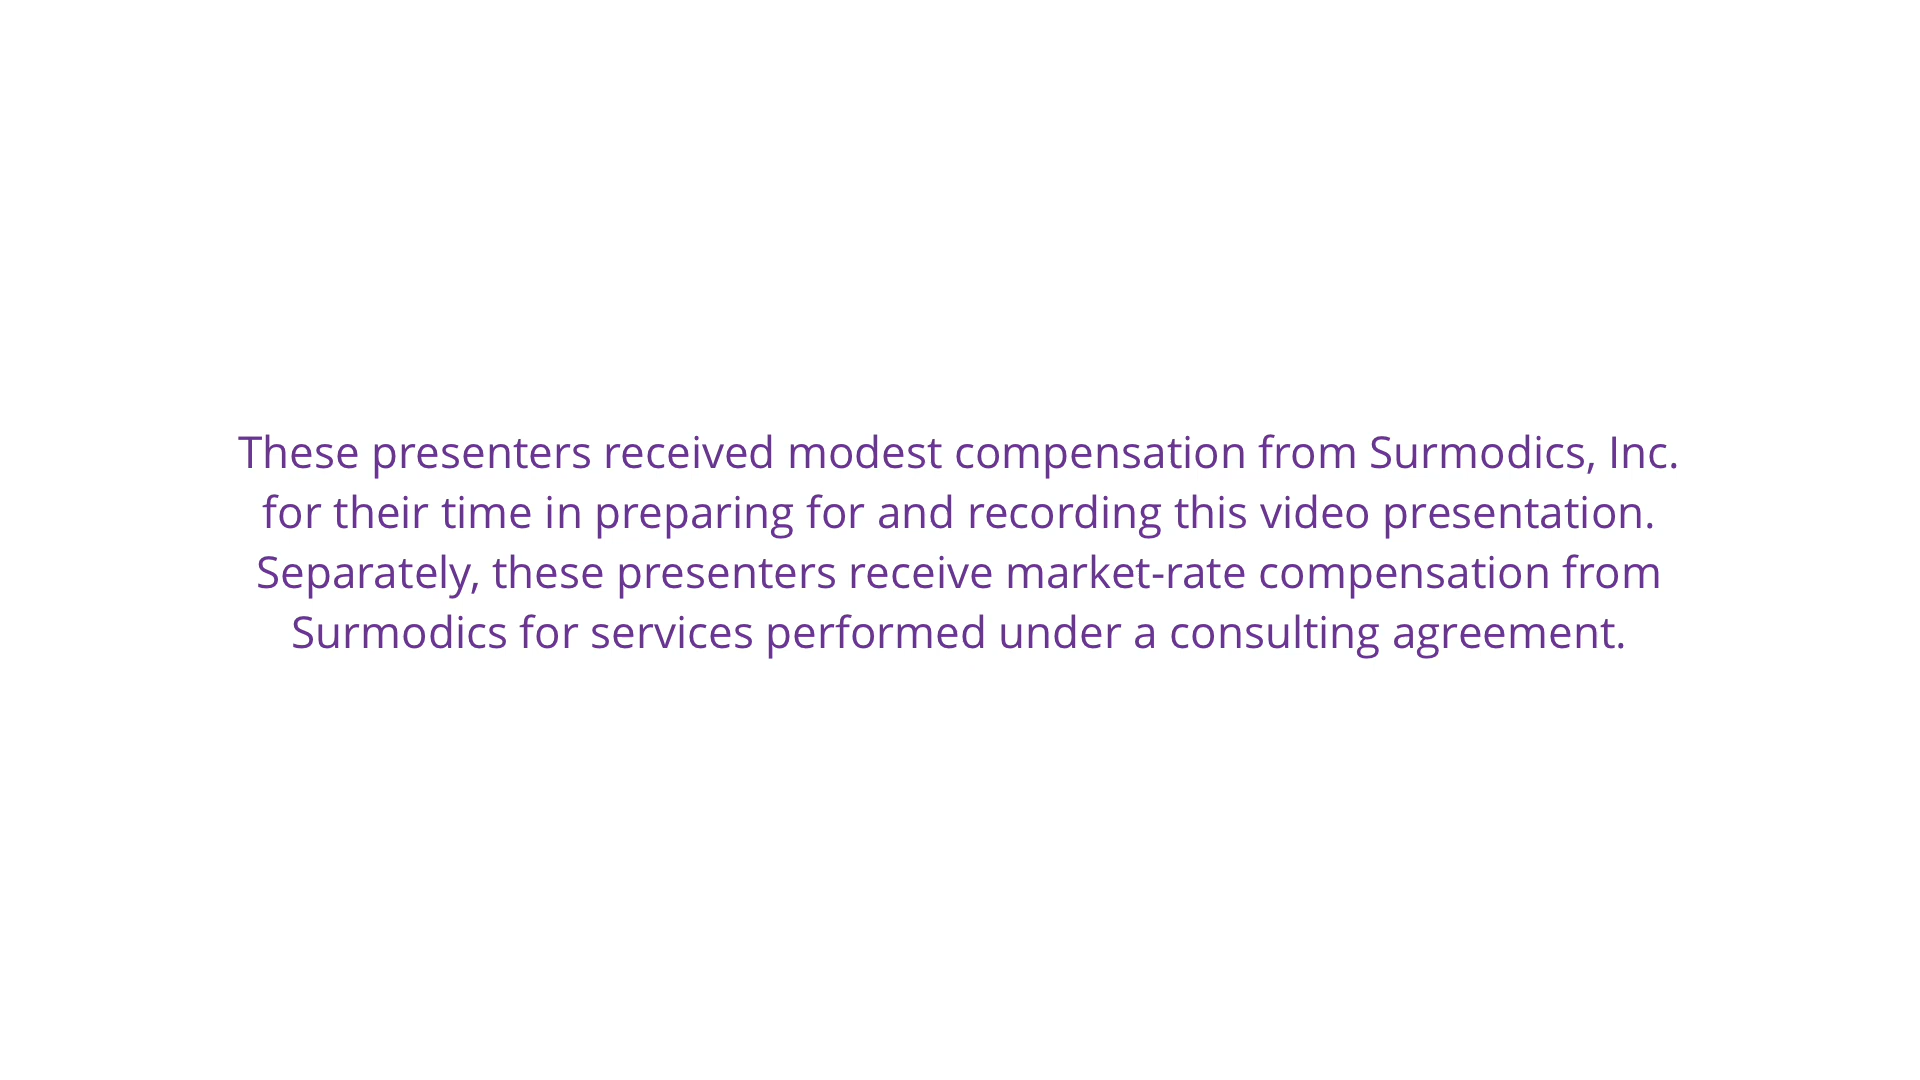 These presenters received modest compensation from Surmodics, Inc.
for their time in preparing for and recording this video presentation.
Separately, these presenters receive market-rate compensation from
Surmodics for services performed under a consulting agreement.